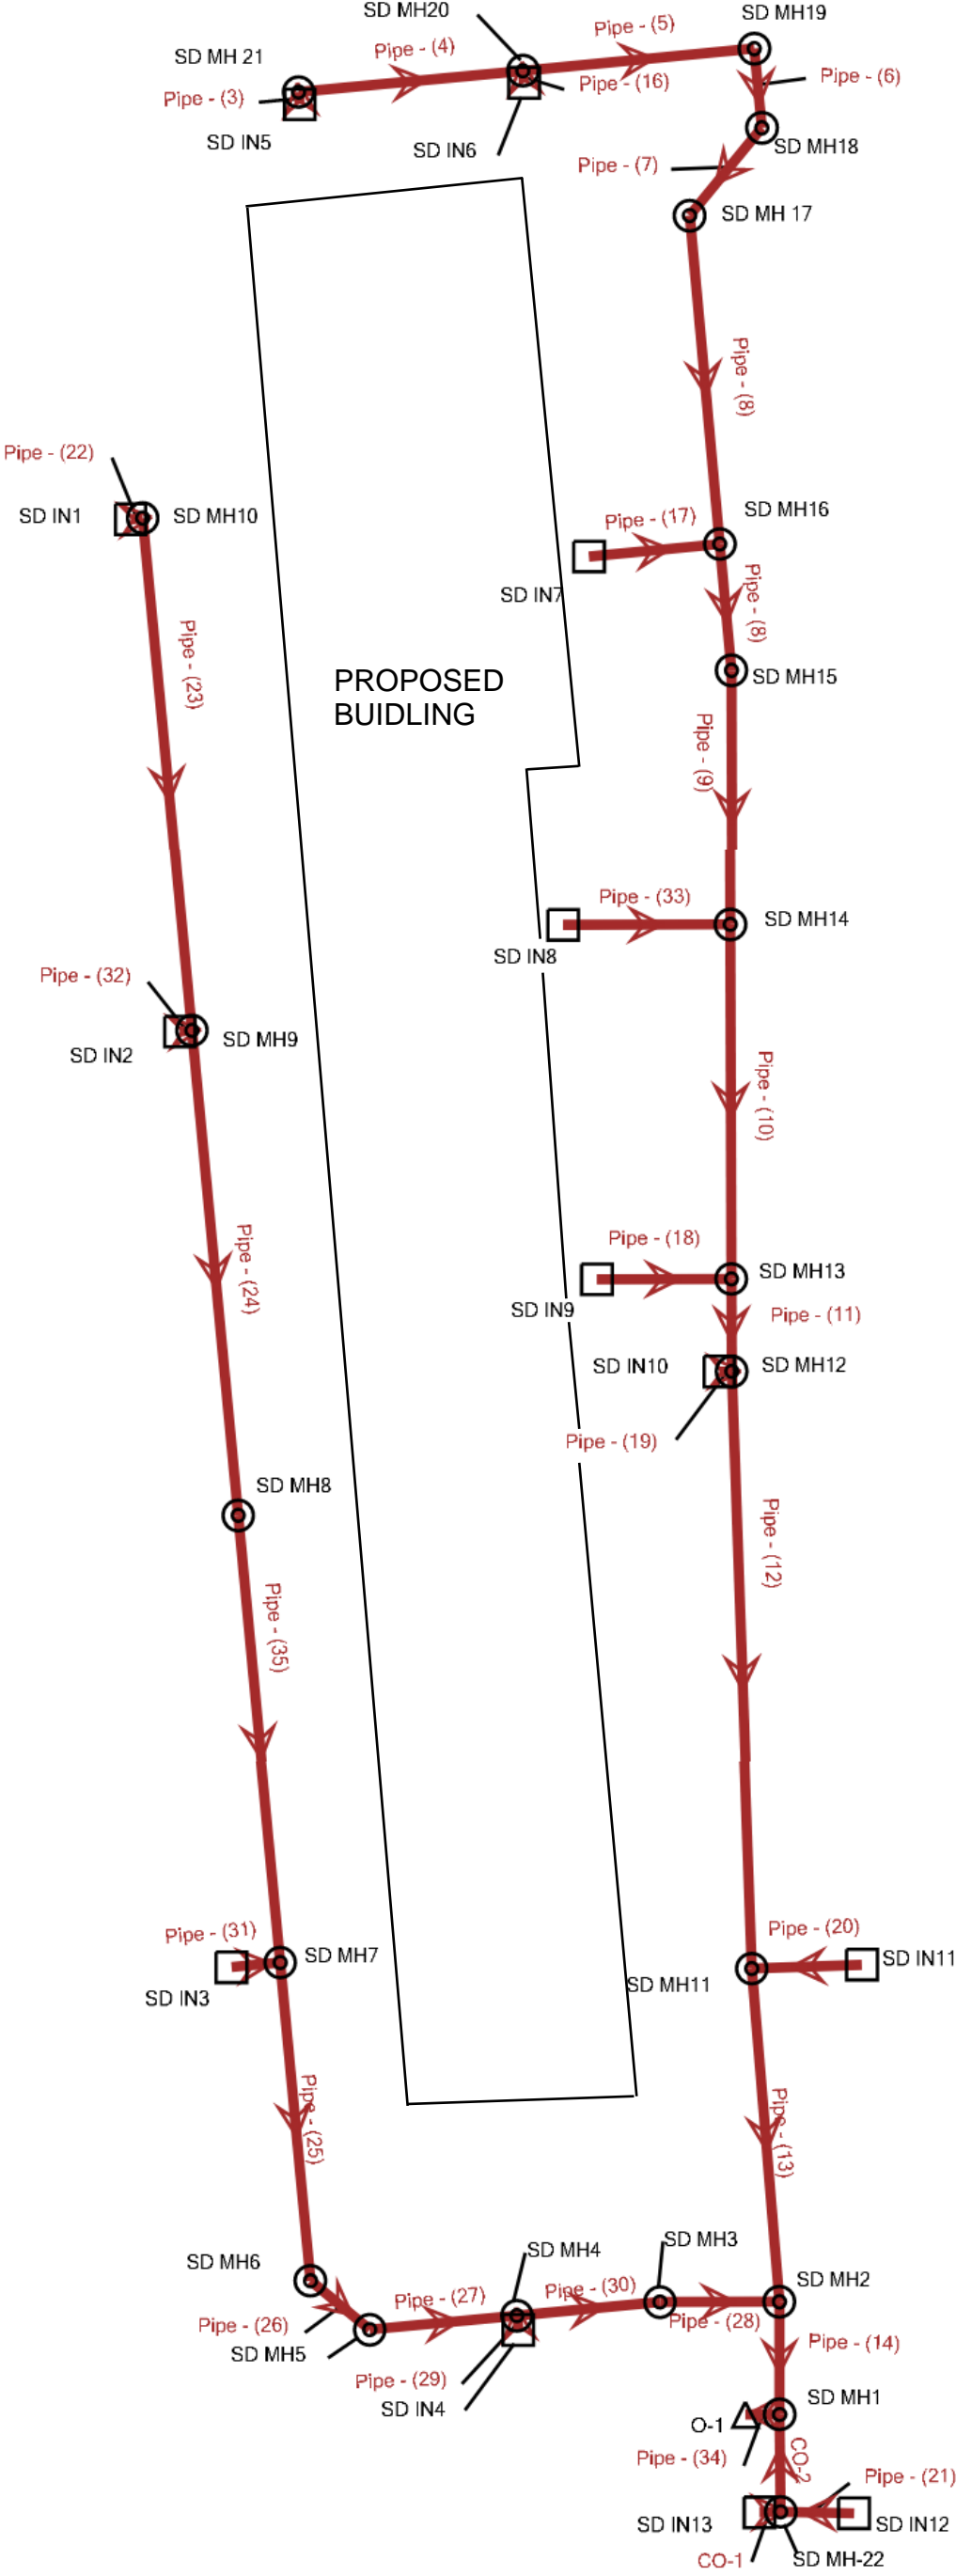 SD MH20
SD MH19
Pipe - (5)
Pipe - (4)
SD MH 21
Pipe - (6)
Pipe - (16)
Pipe - (3)
SD IN5
SD IN6
SD MH18
Pipe - (7)
SD MH 17
Pipe - (8)
Pipe - (22)
SD IN1
SD MH10
SD MH16
Pipe - (17)
SD IN7
Pipe - (8)
Pipe - (23)
SD MH15
PROPOSED
BUIDLING
Pipe - (9)
Pipe - (33)
SD MH14
SD IN8
Pipe - (32)
SD MH9
SD IN2
Pipe - (10)
Pipe - (18)
Pipe - (24)
SD MH13
SD IN9
Pipe - (11)
SD IN10
SD MH12
Pipe - (19)
SD MH8
Pipe - (12)
Pipe - (35)
Pipe - (20)
Pipe - (31)
SD MH7
SD IN11
SD IN3
SD MH11
Pipe - (25)
Pipe - (13)
SD MH3
SD MH4
SD MH6
SD MH2
Pipe - (30)
Pipe - (27)
Pipe - (28)
Pipe - (26)
Pipe - (14)
SD MH5
Pipe - (29)
SD IN4
SD MH1
O-1
CO-2
Pipe - (34)
Pipe - (21)
SD IN13
SD IN12
CO-1
SD MH-22